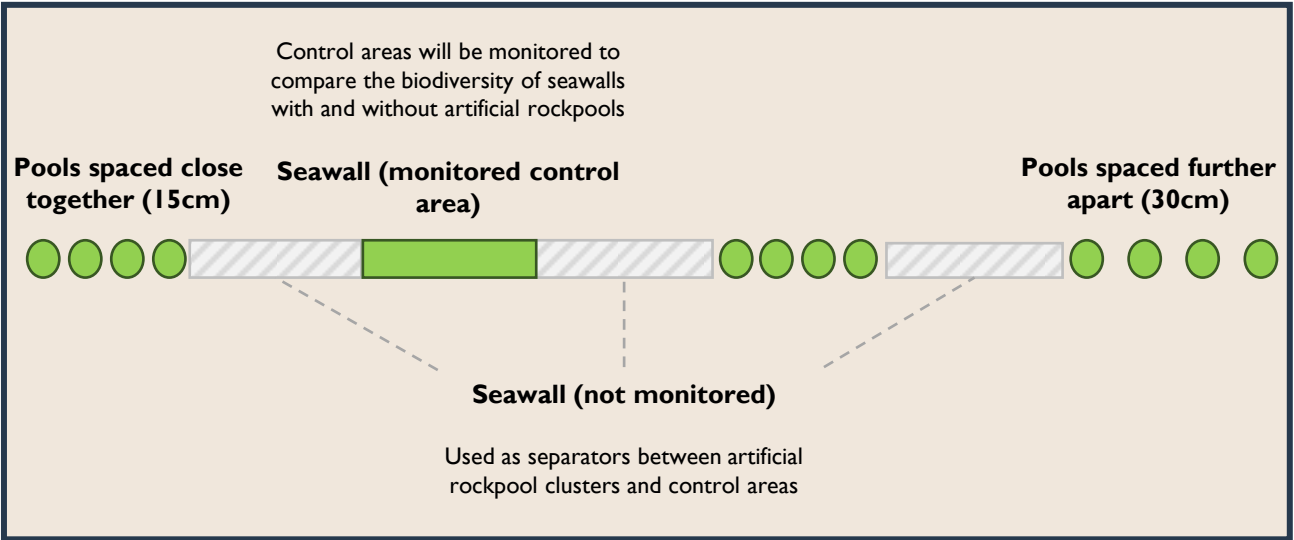 Control areas will be monitored to
compare the biodiversity of seawalls
with and without artificial rockpools
Pools spaced close
together (15cm)
Seawall (monitored control
area)
Pools spaced further
apart (30cm)
Seawall (not monitored)
Used as separators between artificial
rockpool clusters and control areas